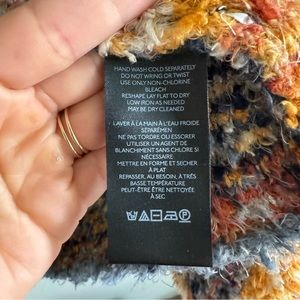 HAND WASH COLD SEPARATELY
DO NOT WRING OR TWIST
USE ONLY NON-CHLORINE
BLEACH
RESHAPE LAY FLAT TO DRY
LOW IRON AS NEEDED
MAY BE DRY CLEANED
LAVER À LA MAIN À L'EAU FROIDE
SÉPARÉMEN
NE PAS TORDRE OU ESSORER
UTILISER UN AGENT DE
BLANCHIMENT SANS CHLORE SI
NÉCESSAIRE
METTRE EN FORME ET SÉCHER
À PLAT
REPASSER, AU BESOIN, À TRÈS
BASSE TEMPÉRATURE
PEUT-ÊTRE ÊTRE NETTOYÉE
À SEC